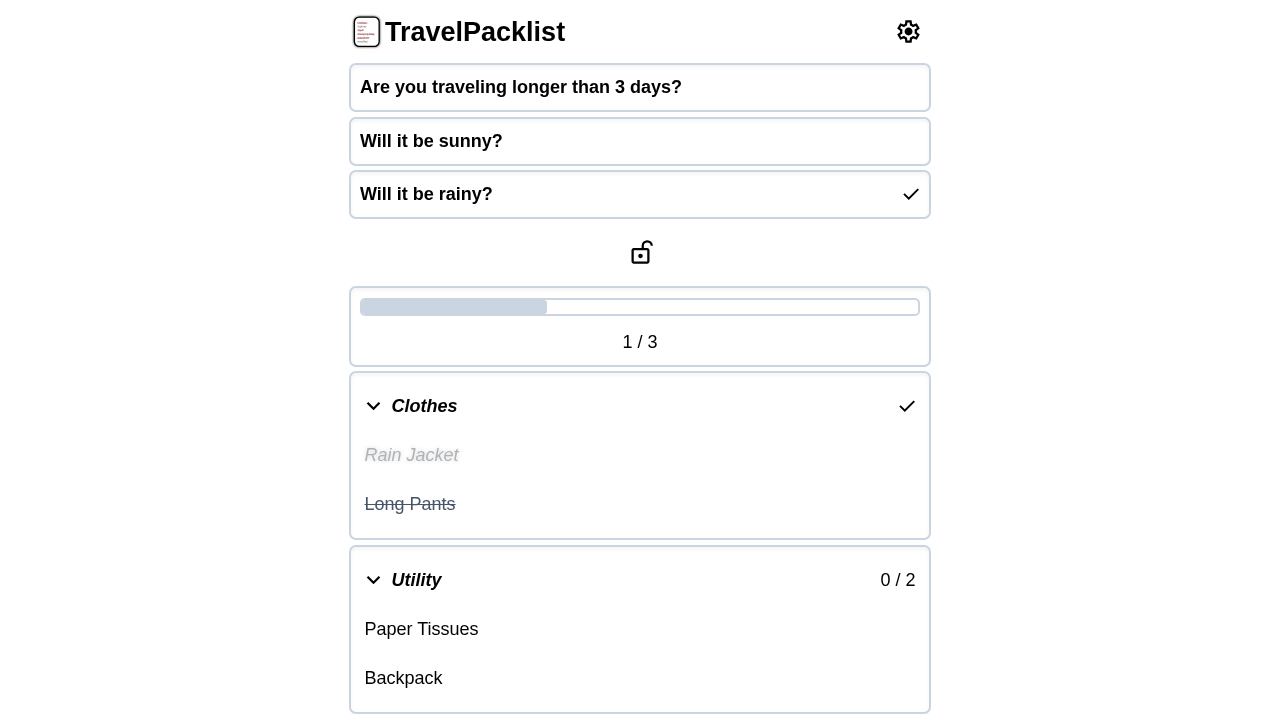 TravelPacklist
Are you traveling longer than 3 days?
Will it be sunny?
Will it be rainy?
1 / 3
Clothes
Rain Jacket
Long Pants
Utility 0 / 2
Paper Tissues
Backpack